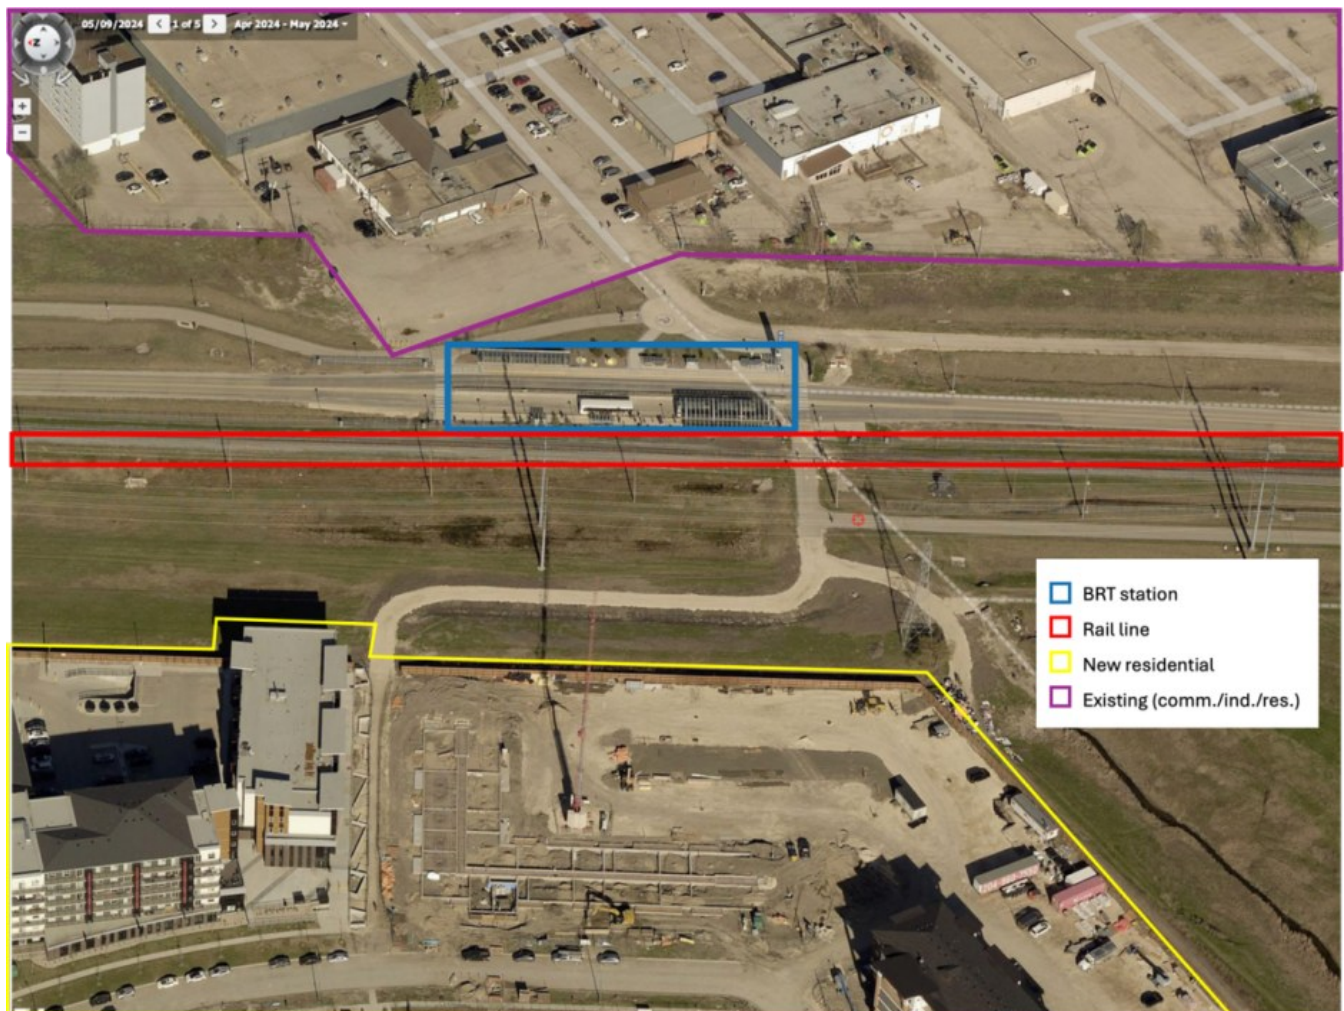 05/09/2024 < 1 of 5 > Apr 2024 - May 2024
z
+
−
BRT station
Rail line
New residential
Existing (comm./ind./res.)